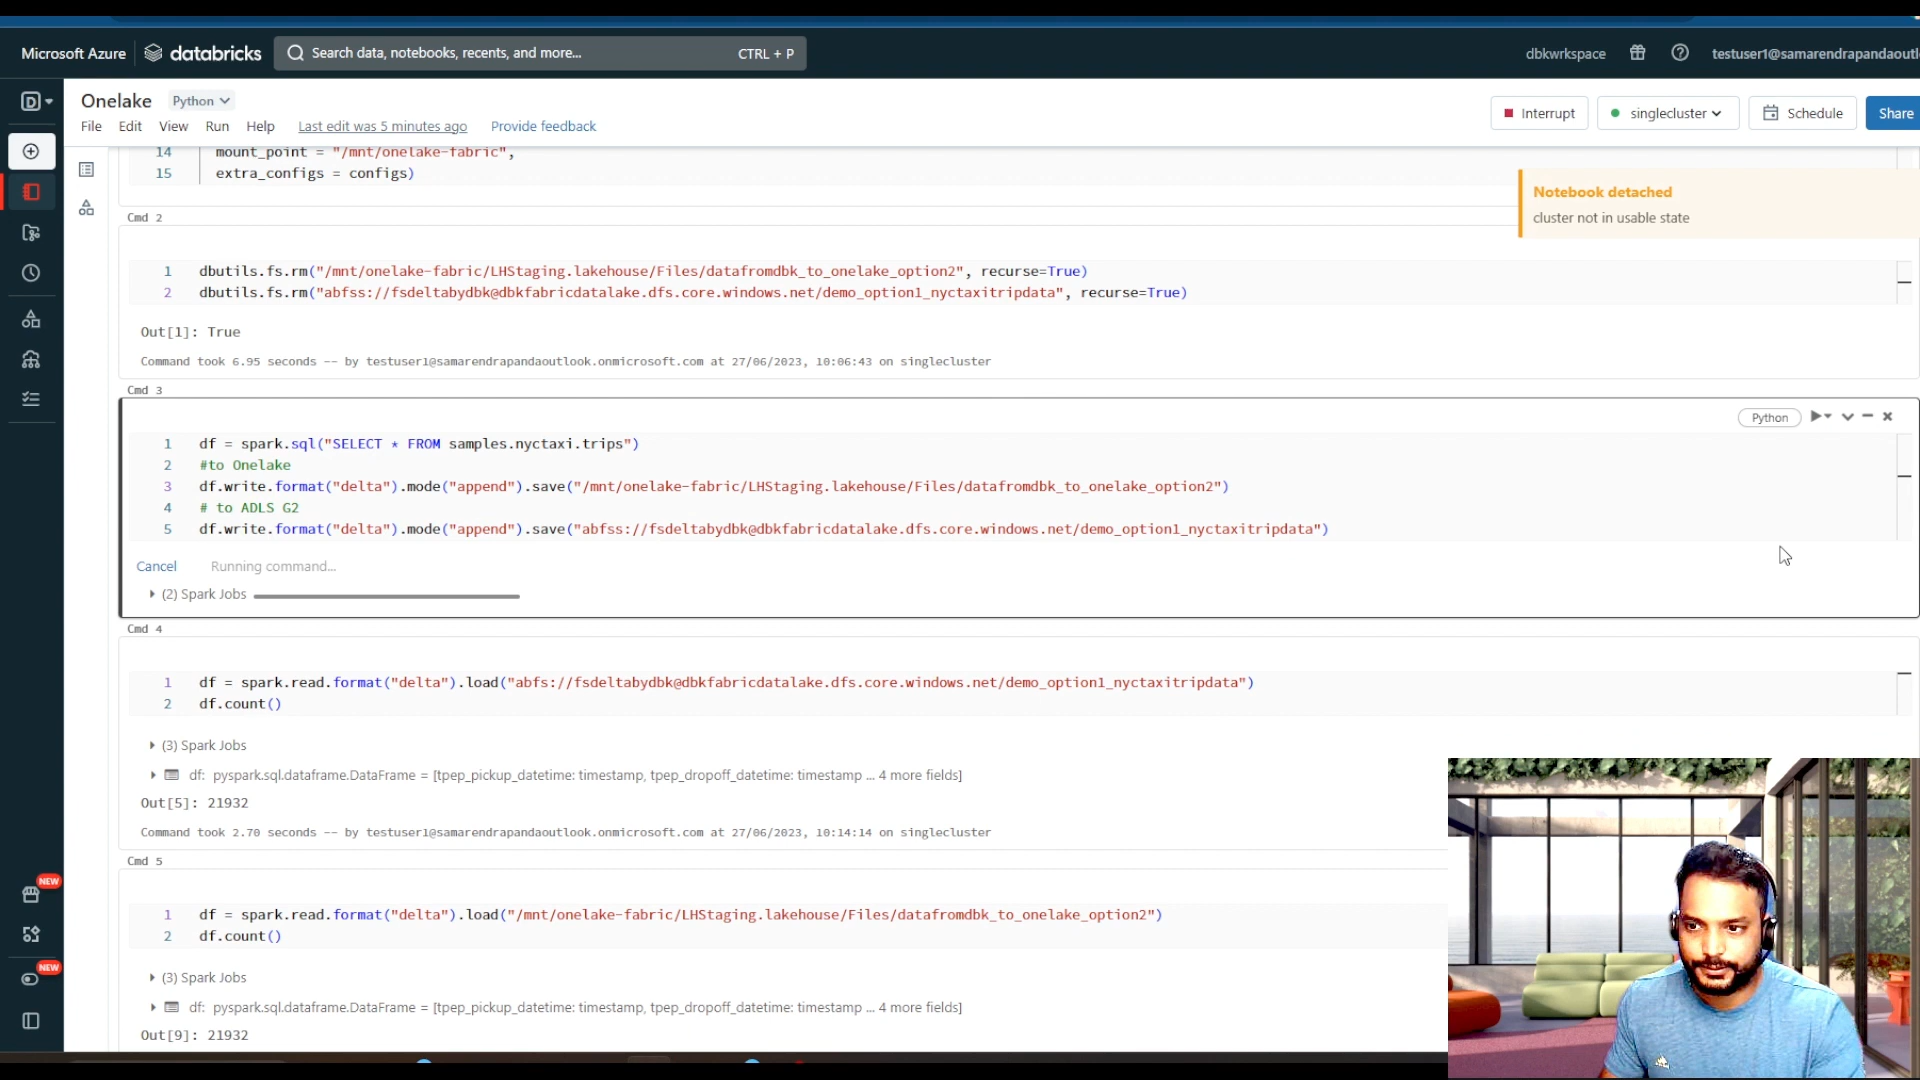 Microsoft Azure
databricks
Search data, notebooks, recents, and more...
CTRL + P
dbkwrkspace
testuser1@samarendrapandaoutl
Onelake
Python
File
Edit
View
Run
Help
Last edit was 5 minutes ago
Provide feedback
Interrupt
singlecluster
Schedule
Share
Notebook detached
cluster not in usable state
14 mount_point = "/mnt/onelake-fabric",
15 extra_configs = configs)
Cmd 2
1 dbutils.fs.rm("/mnt/onelake-fabric/LHStaging.lakehouse/Files/datafromdbk_to_onelake_option2", recurse=True)
2 dbutils.fs.rm("abfss://fsdeltabydbk@dbkfabricdatalake.dfs.core.windows.net/demo_option1_nyctaxitripdata", recurse=True)
Out[1]: True
Command took 6.95 seconds -- by testuser1@samarendrapandaoutlook.onmicrosoft.com at 27/06/2023, 10:06:43 on singlecluster
Cmd 3
Python
1 df = spark.sql("SELECT * FROM samples.nyctaxi.trips")
2 #to Onelake
3 df.write.format("delta").mode("append").save("/mnt/onelake-fabric/LHStaging.lakehouse/Files/datafromdbk_to_onelake_option2")
4 # to ADLS G2
5 df.write.format("delta").mode("append").save("abfss://fsdeltabydbk@dbkfabricdatalake.dfs.core.windows.net/demo_option1_nyctaxitripdata")
Cancel
Running command...
(2) Spark Jobs
Cmd 4
1 df = spark.read.format("delta").load("abfs://fsdeltabydbk@dbkfabricdatalake.dfs.core.windows.net/demo_option1_nyctaxitripdata")
2 df.count()
(3) Spark Jobs
df: pyspark.sql.dataframe.DataFrame = [tpep_pickup_datetime: timestamp, tpep_dropoff_datetime: timestamp ... 4 more fields]
Out[5]: 21932
Command took 2.70 seconds -- by testuser1@samarendrapandaoutlook.onmicrosoft.com at 27/06/2023, 10:14:14 on singlecluster
Cmd 5
1 df = spark.read.format("delta").load("/mnt/onelake-fabric/LHStaging.lakehouse/Files/datafromdbk_to_onelake_option2")
2 df.count()
(3) Spark Jobs
df: pyspark.sql.dataframe.DataFrame = [tpep_pickup_datetime: timestamp, tpep_dropoff_datetime: timestamp ... 4 more fields]
Out[9]: 21932
NEW
NEW